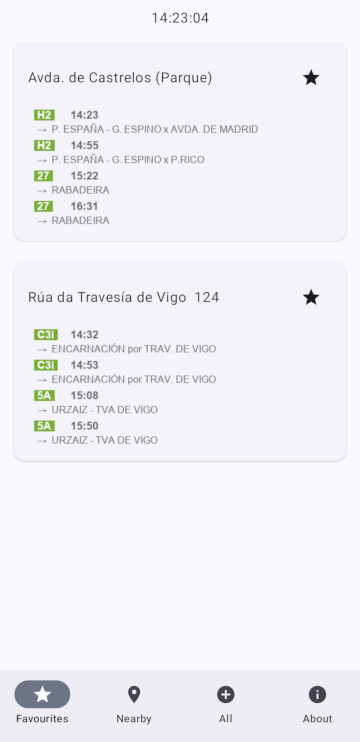 14:23:04
Avda. de Castrelos (Parque)
H2 14:23
→ P. ESPAÑA - G. ESPINO x AVDA. DE MADRID
H2 14:55
→ P. ESPAÑA - G. ESPINO x P.RICO
27 15:22
→ RABADEIRA
27 16:31
→ RABADEIRA
Rúa da Travesía de Vigo 124
C3i 14:32
→ ENCARNACIÓN por TRAV. DE VIGO
C3i 14:53
→ ENCARNACIÓN por TRAV. DE VIGO
5A 15:08
→ URZAIZ - TVA DE VIGO
5A 15:50
→ URZAIZ - TVA DE VIGO
Favourites Nearby All About